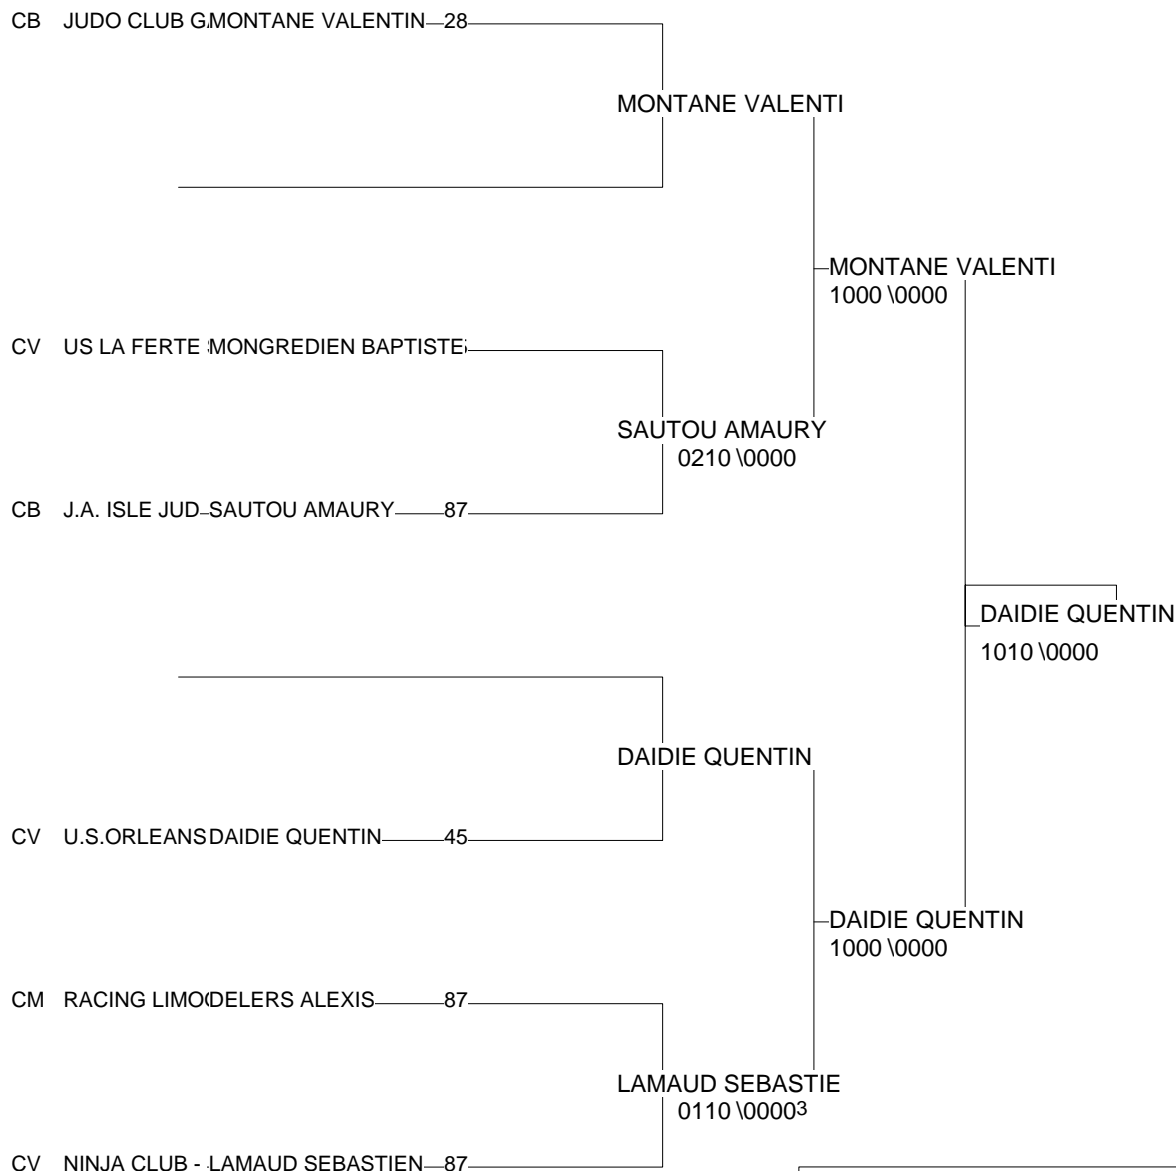 CB JUDO CLUB G MONTANE VALENTIN 28
MONTANE VALENTI
MONTANE VALENTI
1000 \0000
CV US LA FERTE MONGREDIEN BAPTISTE
SAUTOU AMAURY
0210 \0000
CB J.A. ISLE JUD SAUTOU AMAURY 87
DAIDIE QUENTIN
1010 \0000
DAIDIE QUENTIN
CV U.S.ORLEANS DAIDIE QUENTIN 45
DAIDIE QUENTIN
1000 \0000
CM RACING LIMO DELERS ALEXIS 87
LAMAUD SEBASTIE
0110 \00003
CV NINJA CLUB - LAMAUD SEBASTIEN 87